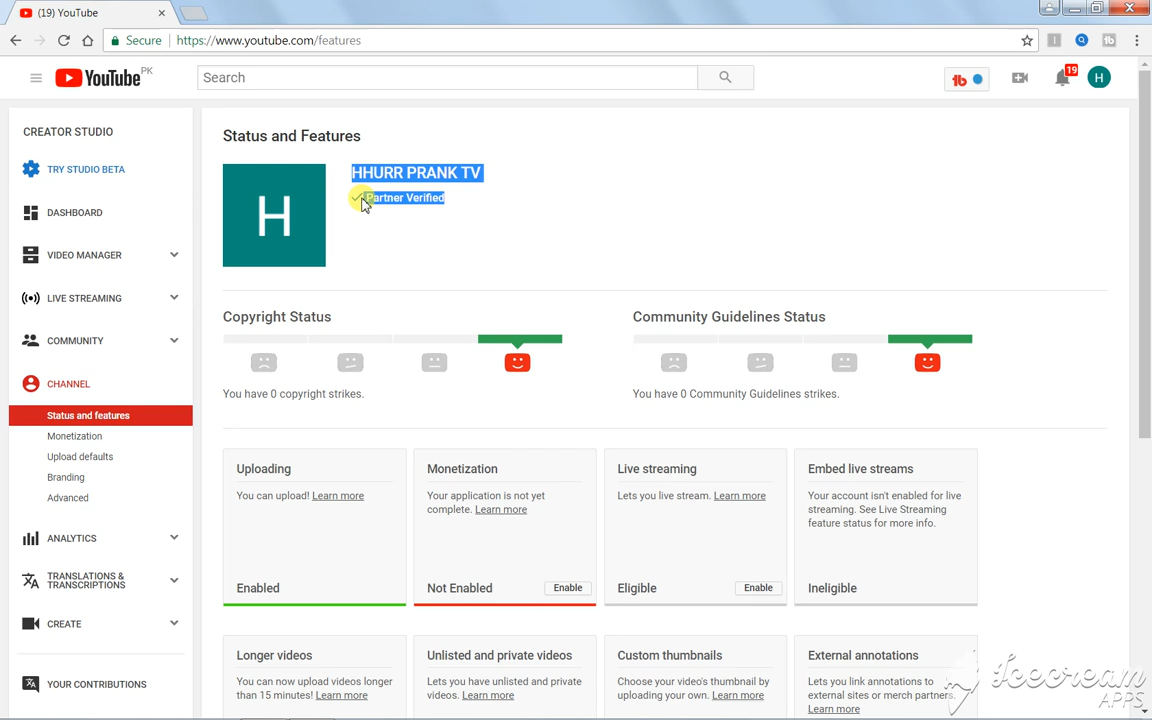 (19) YouTube
Secure
https://www.youtube.com/features
YouTube PK
Search
19
H
CREATOR STUDIO
TRY STUDIO BETA
DASHBOARD
VIDEO MANAGER
LIVE STREAMING
COMMUNITY
CHANNEL
Status and features
Monetization
Upload defaults
Branding
Advanced
ANALYTICS
TRANSLATIONS &
TRANSCRIPTIONS
CREATE
YOUR CONTRIBUTIONS
Status and Features
H
HHURR PRANK TV
Partner Verified
Copyright Status
You have 0 copyright strikes.
Community Guidelines Status
You have 0 Community Guidelines strikes.
Uploading
You can upload! Learn more
Enabled
Monetization
Your application is not yet
complete. Learn more
Not Enabled
Enable
Live streaming
Lets you live stream. Learn more
Eligible
Enable
Embed live streams
Your account isn't enabled for live
streaming. See Live Streaming
feature status for more info.
Ineligible
Longer videos
You can now upload videos longer
than 15 minutes! Learn more
Unlisted and private videos
Lets you have unlisted and private
videos. Learn more
Custom thumbnails
Choose your video's thumbnail by
uploading your own. Learn more
External annotations
Lets you link annotations to
external sites or merch partners.
Learn more
Icecream
APPS